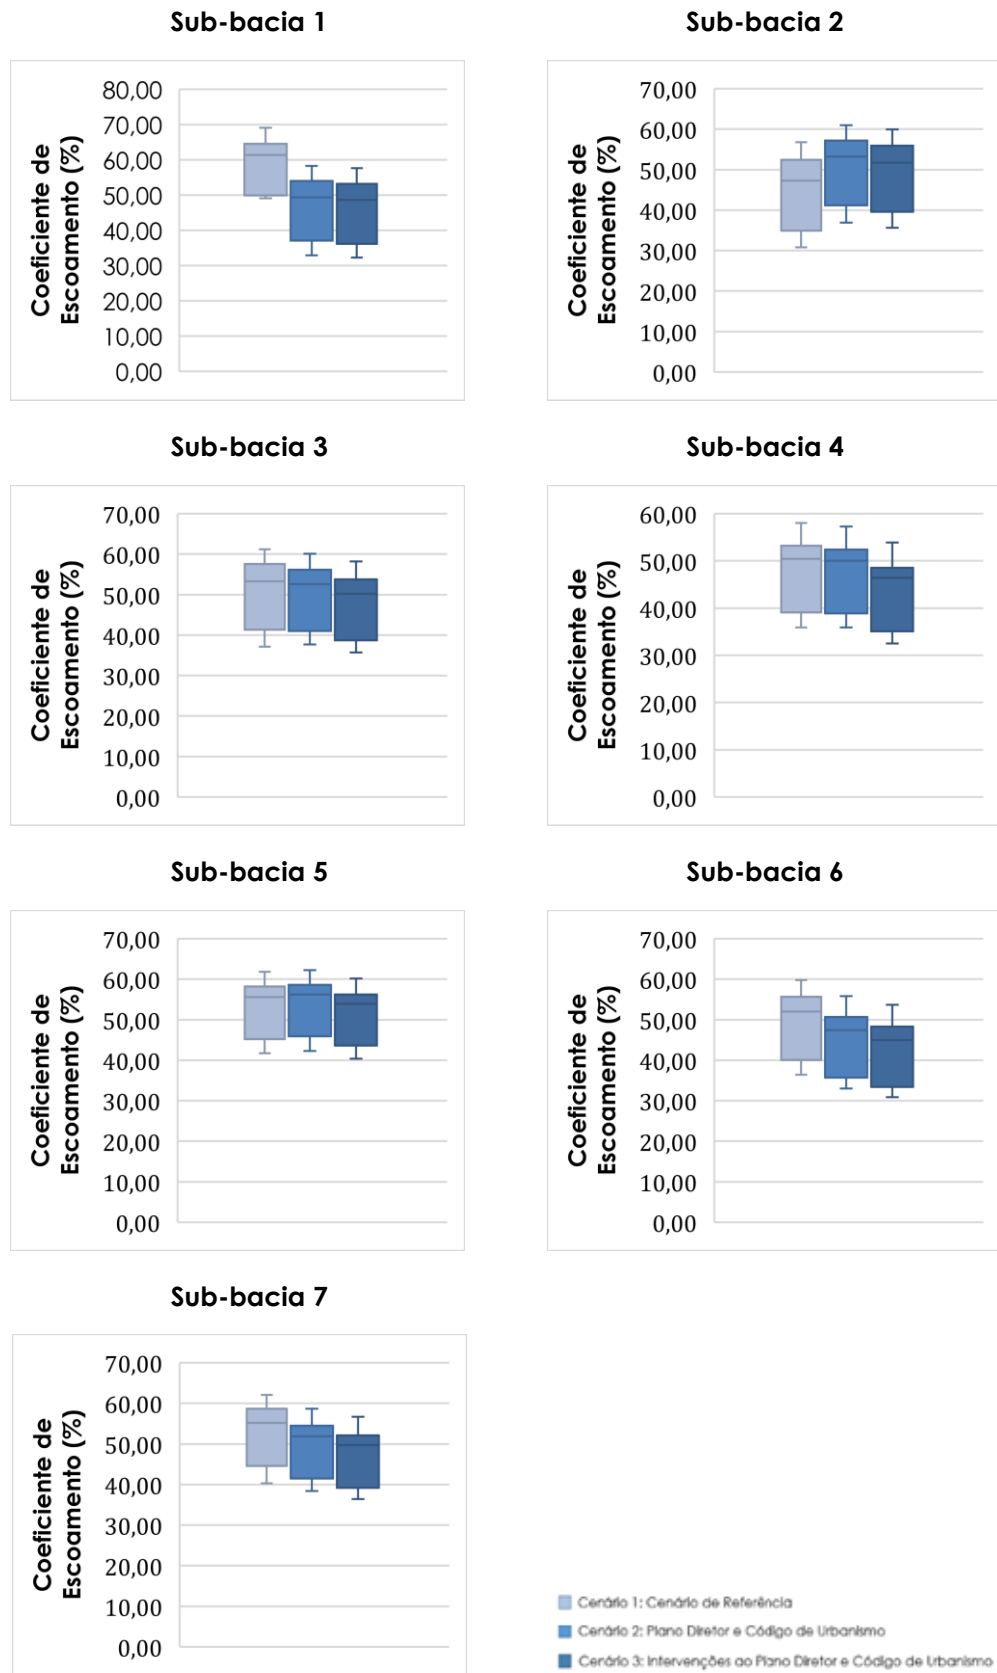 Sub-bacia 1
Coeficiente de
Escoamento (%)
80,00
70,00
60,00
50,00
40,00
30,00
20,00
10,00
0,00
Sub-bacia 2
Coeficiente de
Escoamento (%)
70,00
60,00
50,00
40,00
30,00
20,00
10,00
0,00
Sub-bacia 3
Coeficiente de
Escoamento (%)
70,00
60,00
50,00
40,00
30,00
20,00
10,00
0,00
Sub-bacia 4
Coeficiente de
Escoamento (%)
60,00
50,00
40,00
30,00
20,00
10,00
0,00
Sub-bacia 5
Coeficiente de
Escoamento (%)
70,00
60,00
50,00
40,00
30,00
20,00
10,00
0,00
Sub-bacia 6
Coeficiente de
Escoamento (%)
70,00
60,00
50,00
40,00
30,00
20,00
10,00
0,00
Sub-bacia 7
Coeficiente de
Escoamento (%)
70,00
60,00
50,00
40,00
30,00
20,00
10,00
0,00
Cenário 1: Cenário de Referência
Cenário 2: Plano Diretor e Código de Urbanismo
Cenário 3: Intervenções ao Plano Diretor e Código de Urbanismo